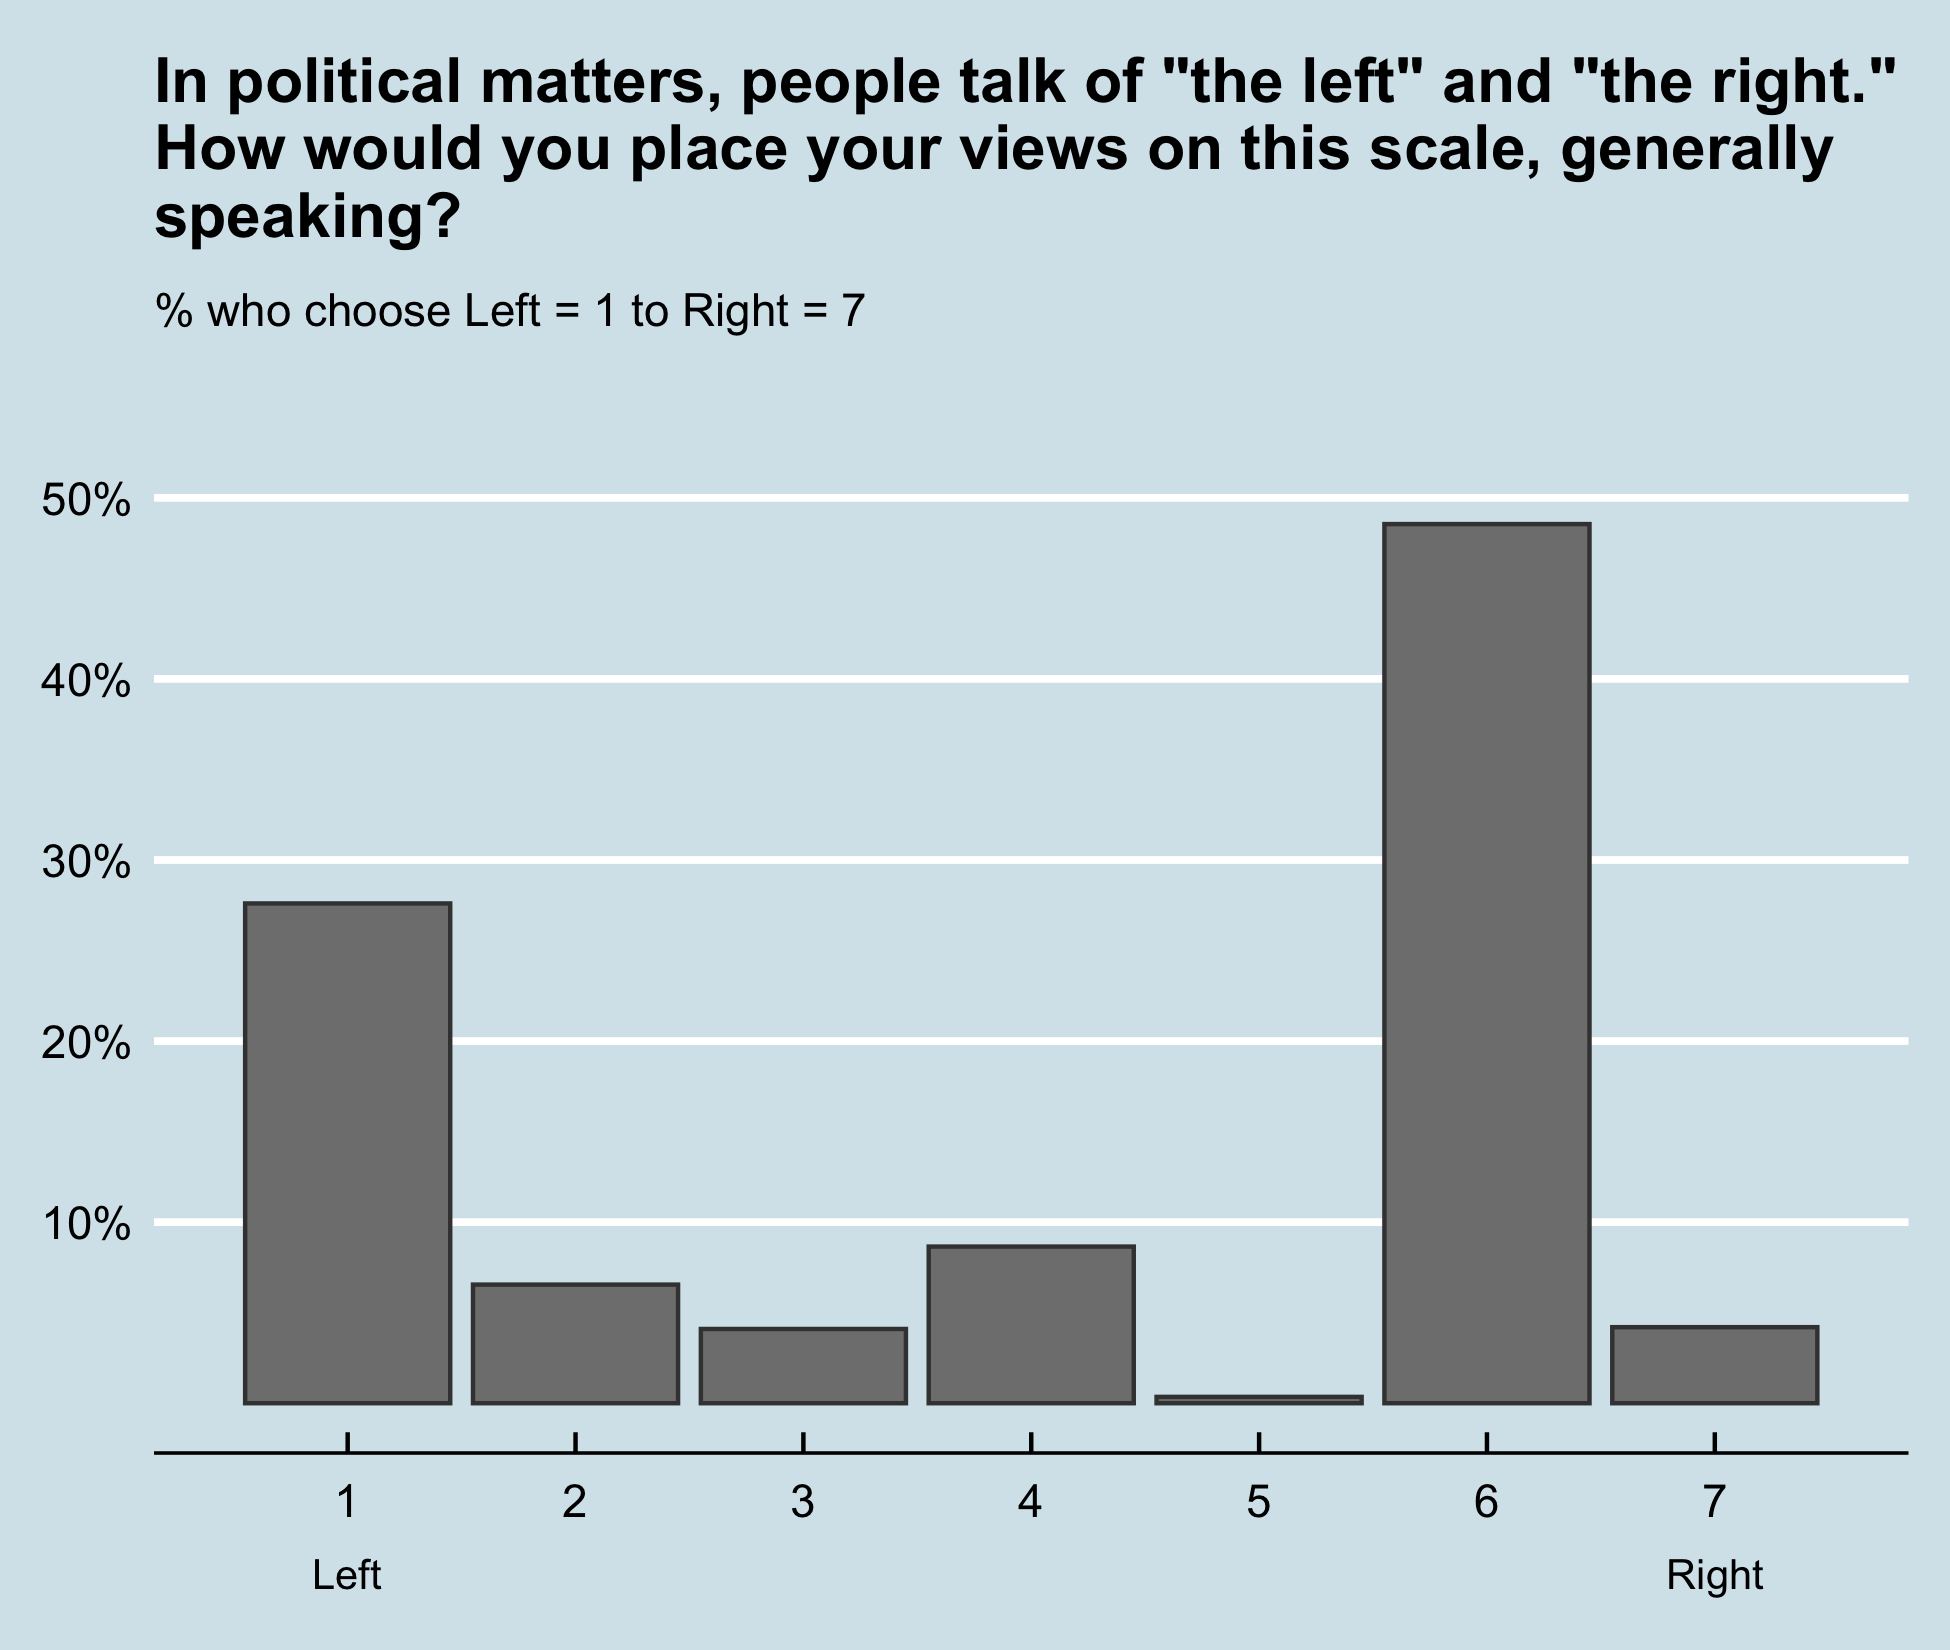 In political matters, people talk of "the left" and "the right."
How would you place your views on this scale, generally
speaking?
% who choose Left = 1 to Right = 7
50%
40%
30%
20%
10%
1 2 3 4 5 6 7
Left Right